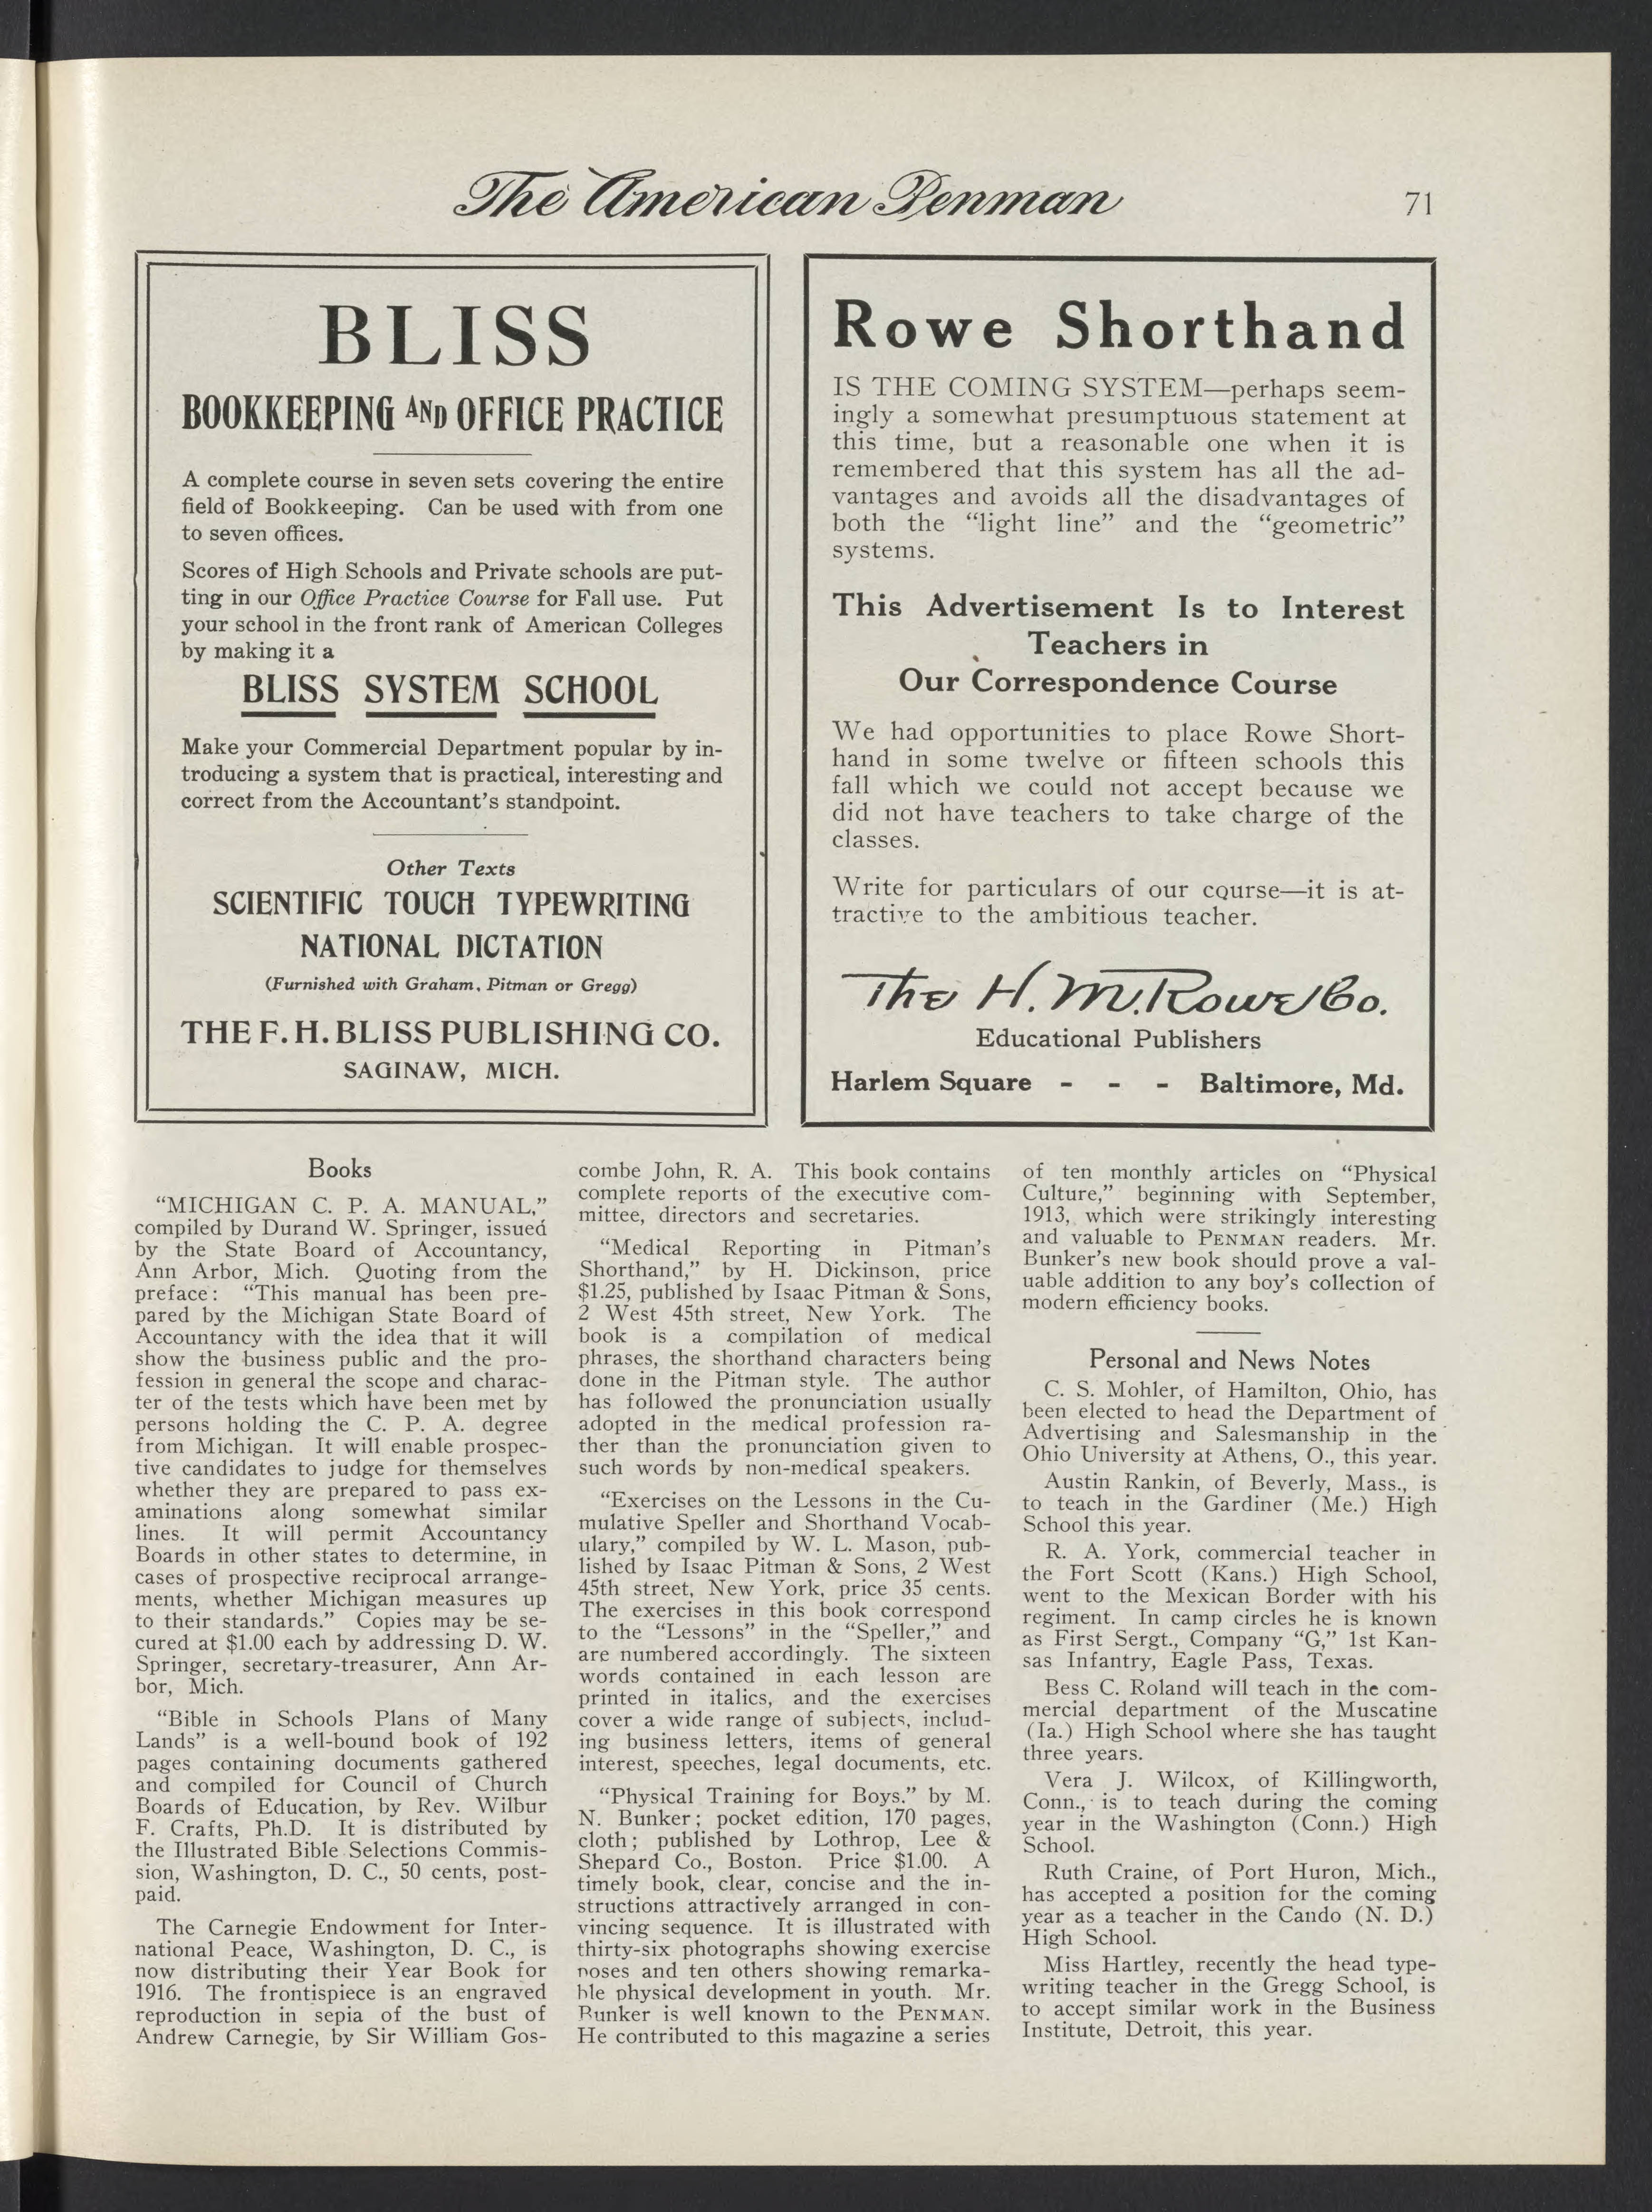 The American Penman
71
BLISS
BOOKKEEPING AND OFFICE PRACTICE
A complete course in seven sets covering the entire
field of Bookkeeping. Can be used with from one
to seven offices.
Scores of High Schools and Private schools are put-
ting in our Office Practice Course for Fall use. Put
your school in the front rank of American Colleges
by making it a
BLISS SYSTEM SCHOOL
Make your Commercial Department popular by in-
troducing a system that is practical, interesting and
correct from the Accountant's standpoint.
Other Texts
SCIENTIFIC TOUCH TYPEWRITING
NATIONAL DICTATION
(Furnished with Graham, Pitman or Gregg)
THE F. H. BLISS PUBLISHING CO.
SAGINAW, MICH.
Rowe Shorthand
IS THE COMING SYSTEM—perhaps seem-
ingly a somewhat presumptuous statement at
this time, but a reasonable one when it is
remembered that this system has all the ad-
vantages and avoids all the disadvantages of
both the “light line” and the “geometric”
systems.
This Advertisement Is to Interest
Teachers in
Our Correspondence Course
We had opportunities to place Rowe Short-
hand in some twelve or fifteen schools this
fall which we could not accept because we
did not have teachers to take charge of the
classes.
Write for particulars of our course—it is at-
tractive to the ambitious teacher.
The H. M. Rowe Co.
Educational Publishers
Harlem Square - - - Baltimore, Md.
Books
“MICHIGAN C. P. A. MANUAL,”
compiled by Durand W. Springer, issued
by the State Board of Accountancy,
Ann Arbor, Mich. Quoting from the
preface: “This manual has been pre-
pared by the Michigan State Board of
Accountancy with the idea that it will
show the business public and the pro-
fession in general the scope and charac-
ter of the tests which have been met by
persons holding the C. P. A. degree
from Michigan. It will enable prospec-
tive candidates to judge for themselves
whether they are prepared to pass ex-
aminations along somewhat similar
lines. It will permit Accountancy
Boards in other states to determine, in
cases of prospective reciprocal arrange-
ments, whether Michigan measures up
to their standards.” Copies may be se-
cured at $1.00 each by addressing D. W.
Springer, secretary-treasurer, Ann Ar-
bor, Mich.
“Bible in Schools Plans of Many
Lands” is a well-bound book of 192
pages containing documents gathered
and compiled for Council of Church
Boards of Education, by Rev. Wilbur
F. Crafts, Ph.D. It is distributed by
the Illustrated Bible Selections Commis-
sion, Washington, D. C., 50 cents, post-
paid.
The Carnegie Endowment for Inter-
national Peace, Washington, D. C., is
now distributing their Year Book for
1916. The frontispiece is an engraved
reproduction in sepia of the bust of
Andrew Carnegie, by Sir William Gos-
combe John, R. A. This book contains
complete reports of the executive com-
mittee, directors and secretaries.
“Medical Reporting in Pitman's
Shorthand,” by H. Dickinson, price
$1.25, published by Isaac Pitman & Sons,
2 West 45th street, New York. The
book is a compilation of medical
phrases, the shorthand characters being
done in the Pitman style. The author
has followed the pronunciation usually
adopted in the medical profession ra-
ther than the pronunciation given to
such words by non-medical speakers.
“Exercises on the Lessons in the Cu-
mulative Speller and Shorthand Vocab-
ulary,” compiled by W. L. Mason, pub-
lished by Isaac Pitman & Sons, 2 West
45th street, New York, price 35 cents.
The exercises in this book correspond
to the “Lessons” in the “Speller,” and
are numbered accordingly. The sixteen
words contained in each lesson are
printed in italics, and the exercises
cover a wide range of subjects, includ-
ing business letters, items of general
interest, speeches, legal documents, etc.
“Physical Training for Boys.” by M.
N. Bunker; pocket edition, 170 pages,
cloth; published by Lothrop, Lee &
Shepard Co., Boston. Price $1.00. A
timely book, clear, concise and the in-
structions attractively arranged in con-
vincing sequence. It is illustrated with
thirty-six photographs showing exercise
poses and ten others showing remarka-
ble physical development in youth. Mr.
Bunker is well known to the PENMAN.
He contributed to this magazine a series
of ten monthly articles on “Physical
Culture,” beginning with September,
1913, which were strikingly interesting
and valuable to PENMAN readers. Mr.
Bunker's new book should prove a val-
uable addition to any boy's collection of
modern efficiency books.
Personal and News Notes
C. S. Mohler, of Hamilton, Ohio, has
been elected to head the Department of
Advertising and Salesmanship in the
Ohio University at Athens, O., this year.
Austin Rankin, of Beverly, Mass., is
to teach in the Gardiner (Me.) High
School this year.
R. A. York, commercial teacher in
the Fort Scott (Kans.) High School,
went to the Mexican Border with his
regiment. In camp circles he is known
as First Sergt., Company “G,” 1st Kan-
sas Infantry, Eagle Pass, Texas.
Bess C. Roland will teach in the com-
mercial department of the Muscatine
(Ia.) High School where she has taught
three years.
Vera J. Wilcox, of Killingworth,
Conn., is to teach during the coming
year in the Washington (Conn.) High
School.
Ruth Craine, of Port Huron, Mich.,
has accepted a position for the coming
year as a teacher in the Cando (N. D.)
High School.
Miss Hartley, recently the head type-
writing teacher in the Gregg School, is
to accept similar work in the Business
Institute, Detroit, this year.